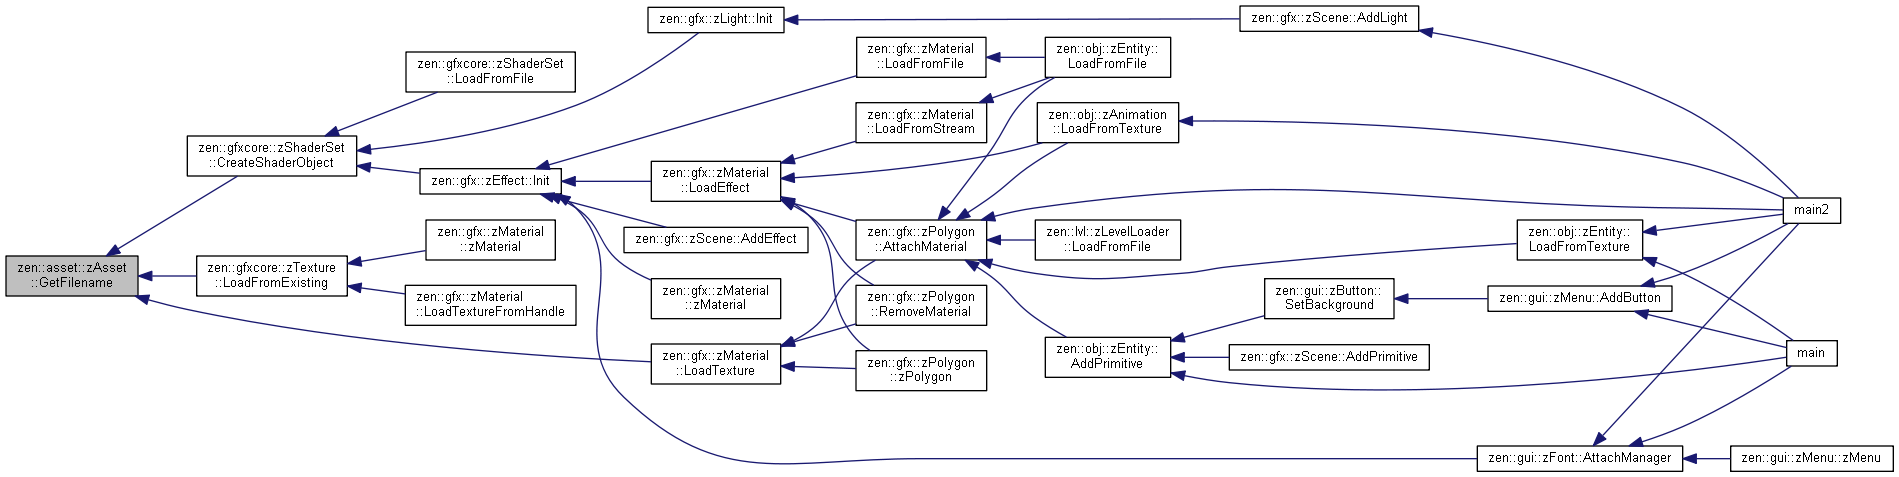 zen::gfx::zLight::Init
zen::gfx::zScene::AddLight
zen::gfxcore::zShaderSet
::LoadFromFile
zen::gfx::zMaterial
::LoadFromFile
zen::obj::zEntity::
LoadFromFile
zen::gfxcore::zShaderSet
::CreateShaderObject
zen::gfx::zMaterial
::LoadFromStream
zen::obj::zAnimation
::LoadFromTexture
zen::gfx::zEffect::Init
zen::gfx::zMaterial
::LoadEffect
main2
zen::gfx::zMaterial
::zMaterial
zen::gfx::zScene::AddEffect
zen::gfx::zPolygon
::AttachMaterial
zen::lvl::zLevelLoader
::LoadFromFile
zen::obj::zEntity::
LoadFromTexture
zen::asset::zAsset
::GetFilename
zen::gfxcore::zTexture
::LoadFromExisting
zen::gfx::zMaterial
::LoadTextureFromHandle
zen::gfx::zMaterial
::zMaterial
zen::gfx::zPolygon
::RemoveMaterial
zen::gui::zButton::
SetBackground
zen::gui::zMenu::AddButton
zen::gfx::zMaterial
::LoadTexture
zen::gfx::zPolygon
::zPolygon
zen::obj::zEntity::
AddPrimitive
zen::gfx::zScene::AddPrimitive
main
zen::gui::zFont::AttachManager
zen::gui::zMenu::zMenu